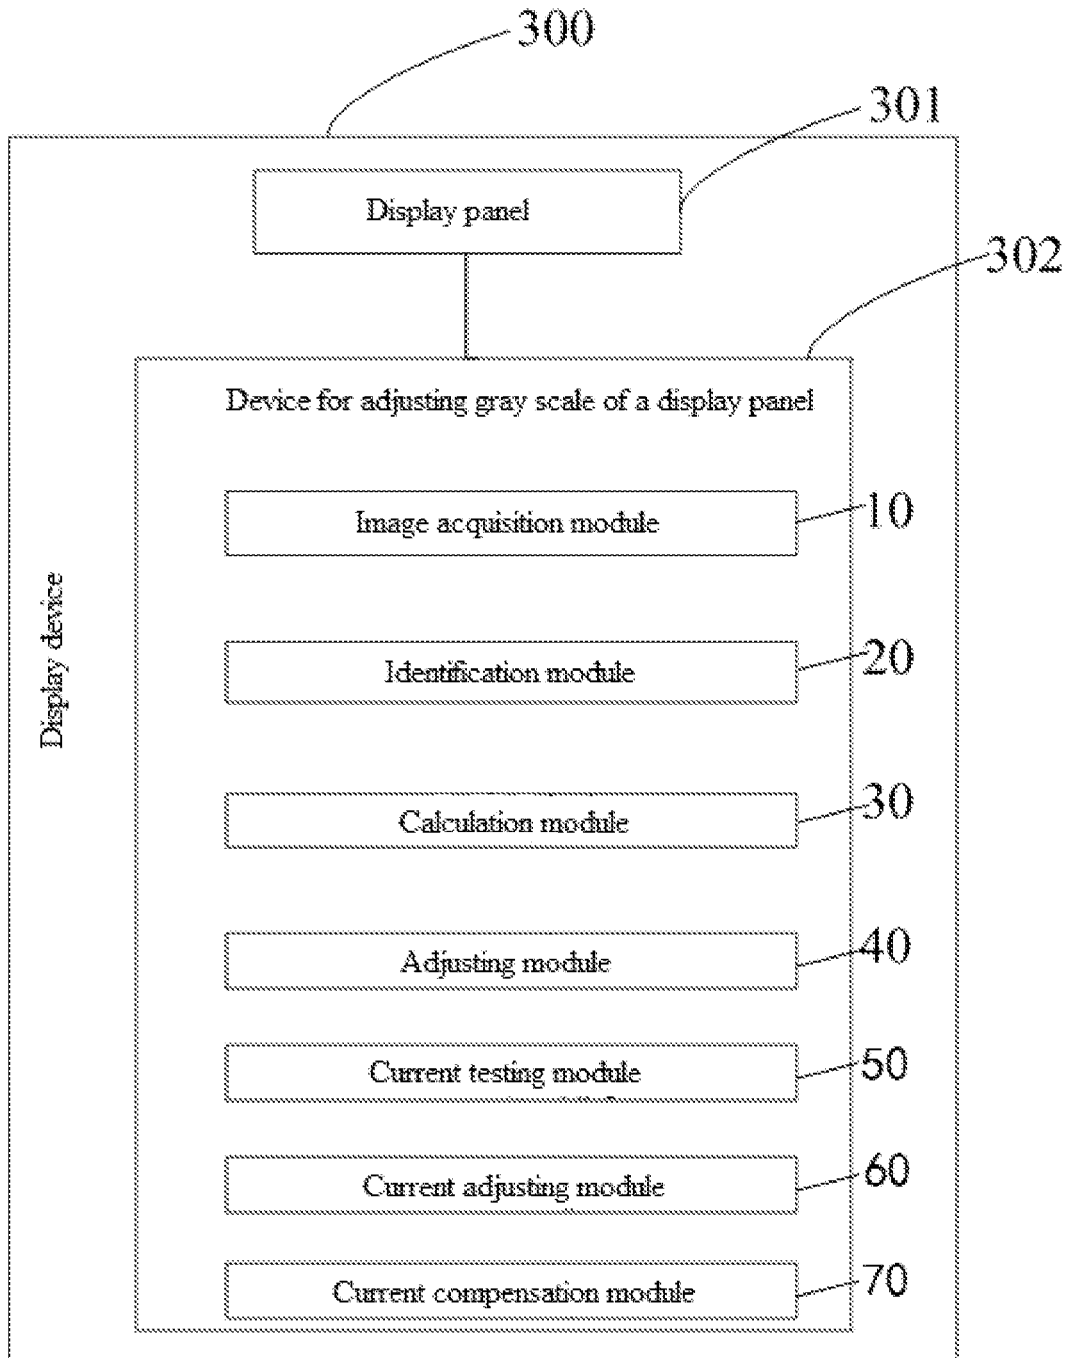 300
301
Display panel
302
Device for adjusting gray scale of a display panel
Image acquisition module
10
Display device
Identification module
20
Calculation module
30
Adjusting module
40
Current testing module
50
Current adjusting module
60
Current compensation module
70